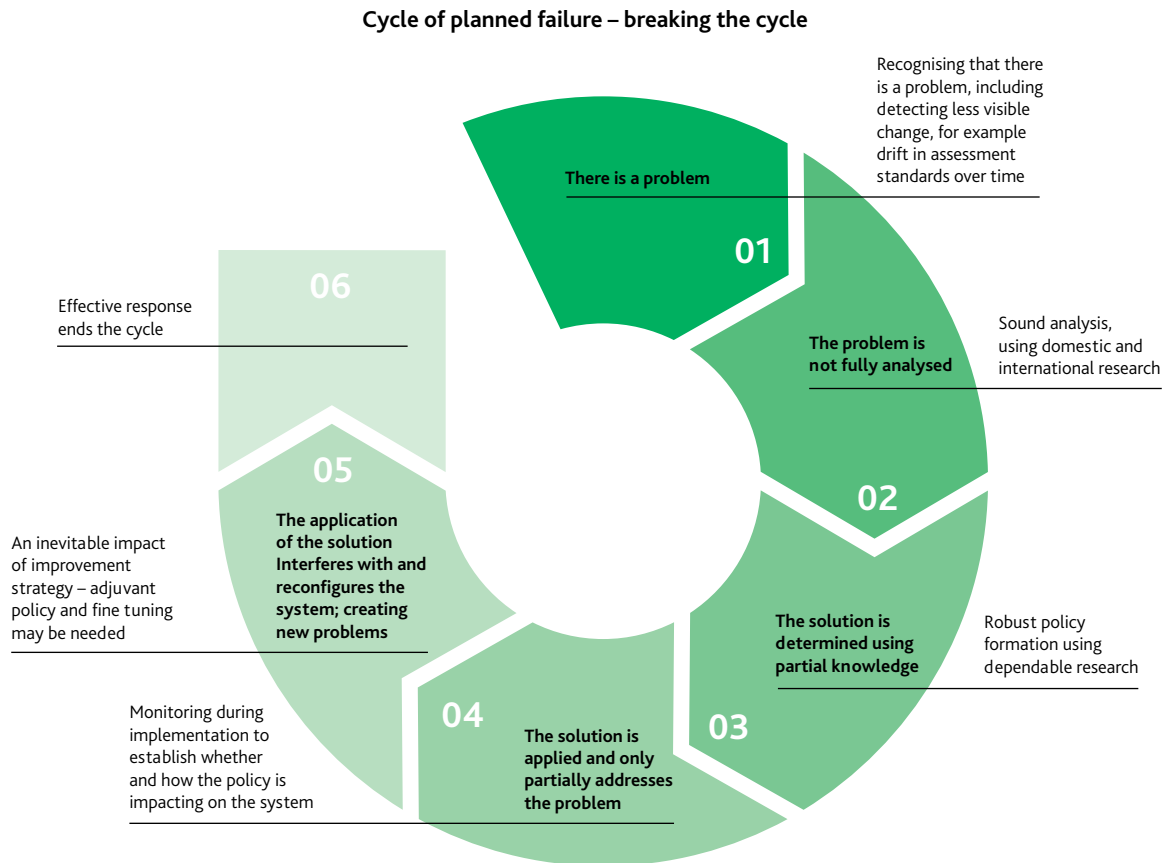 Cycle of planned failure – breaking the cycle
Recognising that there
is a problem, including
detecting less visible
change, for example
drift in assessment
standards over time
There is a problem
01
Sound analysis,
using domestic and
international research
The problem is
not fully analysed
02
Robust policy
formation using
dependable research
The solution is
determined using
partial knowledge
03
The solution is
applied and only
partially addresses
the problem
04
Monitoring during
implementation to
establish whether
and how the policy is
impacting on the system
05
The application
of the solution
Interferes with and
reconfigures the
system; creating
new problems
An inevitable impact
of improvement
strategy – adjuvant
policy and fine tuning
may be needed
06
Effective response
ends the cycle